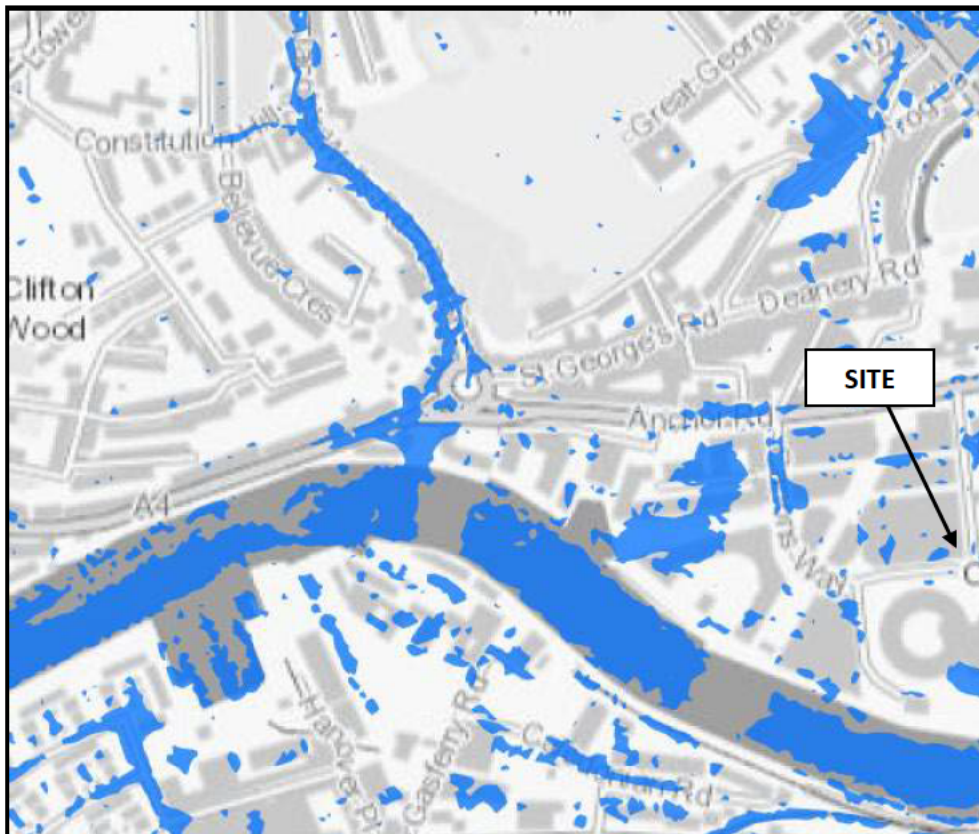 Great George
Constitution Hill
Bellevue Cres
Clifton
Wood
Deanery Rd
St George's Rd
SITE
Anchor Rd
A4
Hanover Pl
Gasferry Rd